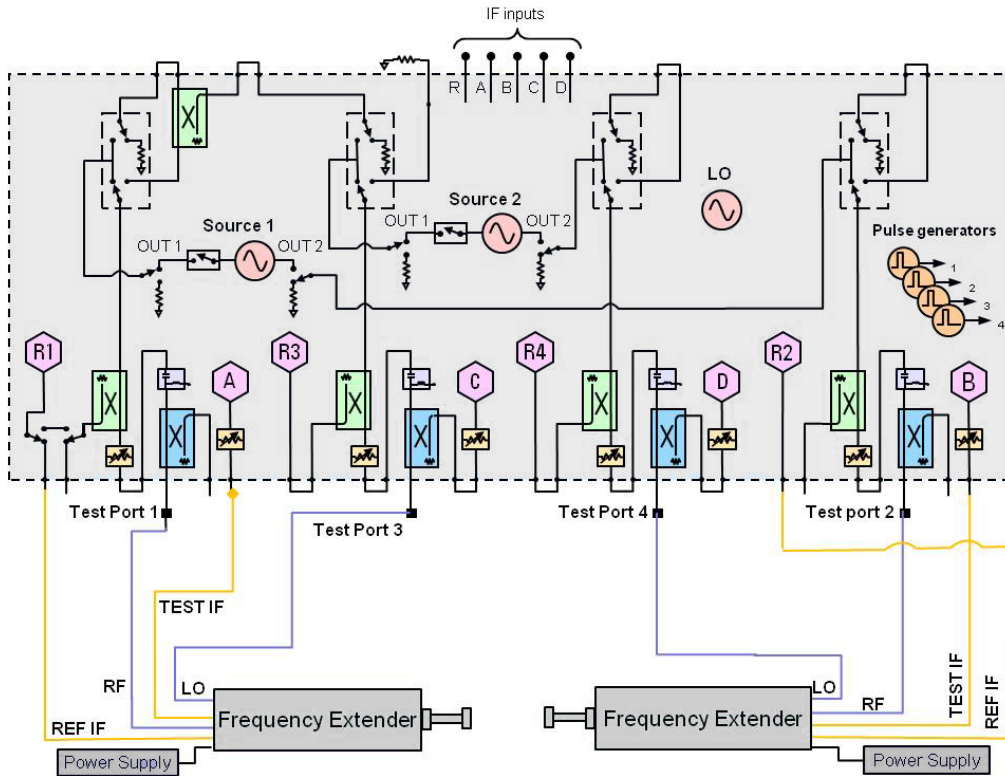 IF inputs
R A B C D
LO
Source 1
Source 2
OUT 1
OUT 2
OUT 1
OUT 2
Pulse generators
1
2
3
4
R1
A
R3
C
R4
D
R2
B
X
X
X
X
X
X
X
X
X
Test Port 1
Test Port 3
Test Port 4
Test port 2
TEST IF
RF
LO
REF IF
LO
RF
TEST IF
REF IF
Frequency Extender
Frequency Extender
Power Supply
Power Supply